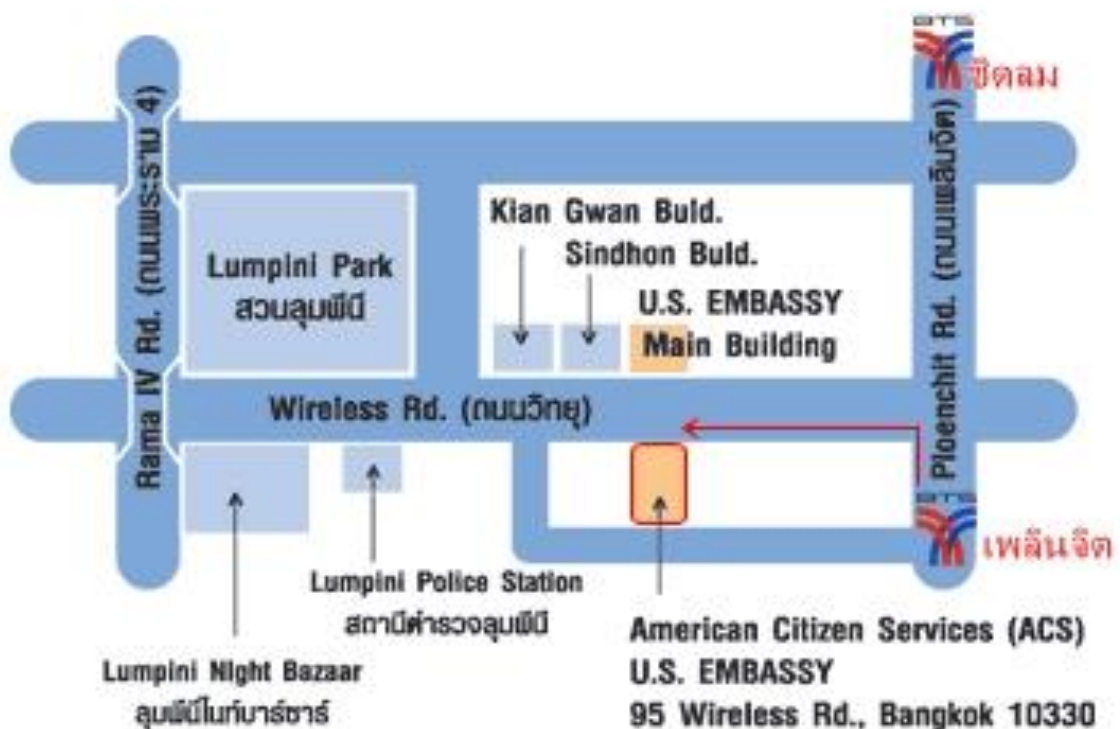 BTS
ชิดลม
Rama IV Rd. (ถนนพระราม 4)
Ploenchit Rd. (ถนนเพลินจิต)
Kian Gwan Buld.
Sindhon Buld.
Lumpini Park
สวนลุมพินี
U.S. EMBASSY
Main Building
Wireless Rd. (ถนนวิทยุ)
BTS
เพลินจิต
Lumpini Police Station
สถานีตำรวจลุมพินี
Lumpini Night Bazaar
ลุมพินีไนท์บาร์ซาร์
American Citizen Services (ACS)
U.S. EMBASSY
95 Wireless Rd., Bangkok 10330